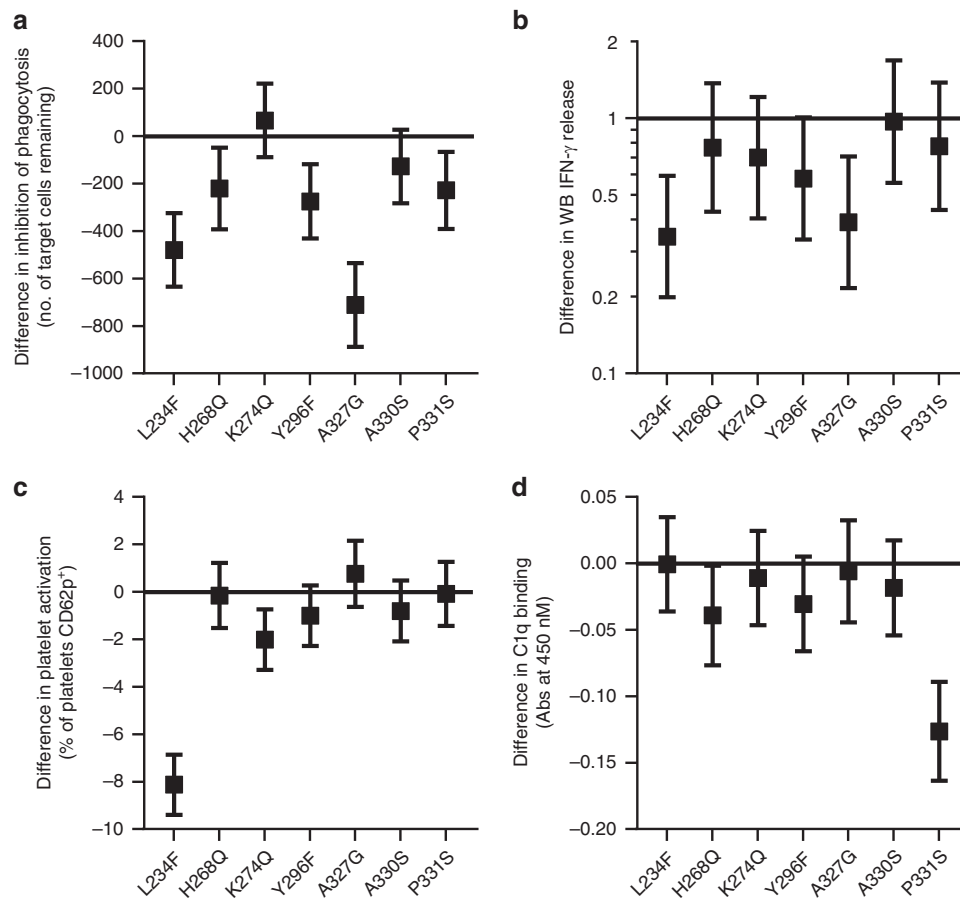 a
Difference in inhibition of phagocytosis
(no. of target cells remaining)
400
200
0
–200
–400
–600
–800
–1000
L234F
H268Q
K274Q
Y296F
A327G
A330S
P331S
b
Difference in WB IFN-γ release
2
1
0.5
0.2
0.1
L234F
H268Q
K274Q
Y296F
A327G
A330S
P331S
c
Difference in platelet activation
(% of platelets CD62p⁺)
4
2
0
–2
–4
–6
–8
–10
L234F
H268Q
K274Q
Y296F
A327G
A330S
P331S
d
Difference in C1q binding
(Abs at 450 nM)
0.05
0.00
–0.05
–0.10
–0.15
–0.20
L234F
H268Q
K274Q
Y296F
A327G
A330S
P331S